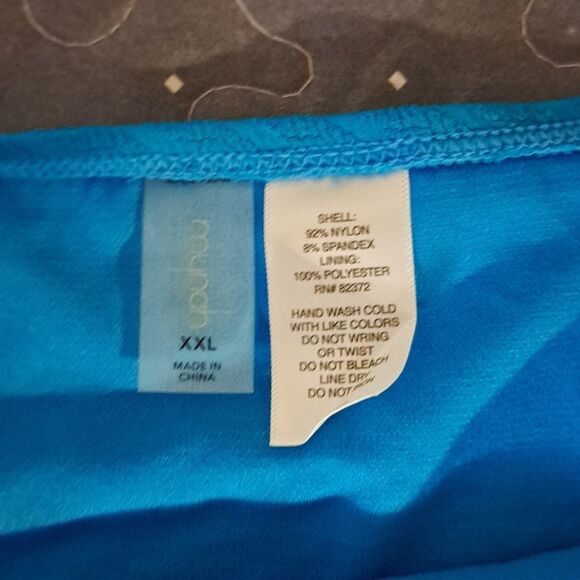 XXL
MADE IN
CHINA
SHELL:
92% NYLON
8% SPANDEX
LINING:
100% POLYESTER
RN# 82372
HAND WASH COLD
WITH LIKE COLORS
DO NOT WRING
OR TWIST
DO NOT BLEACH
LINE DRY
DO NOT